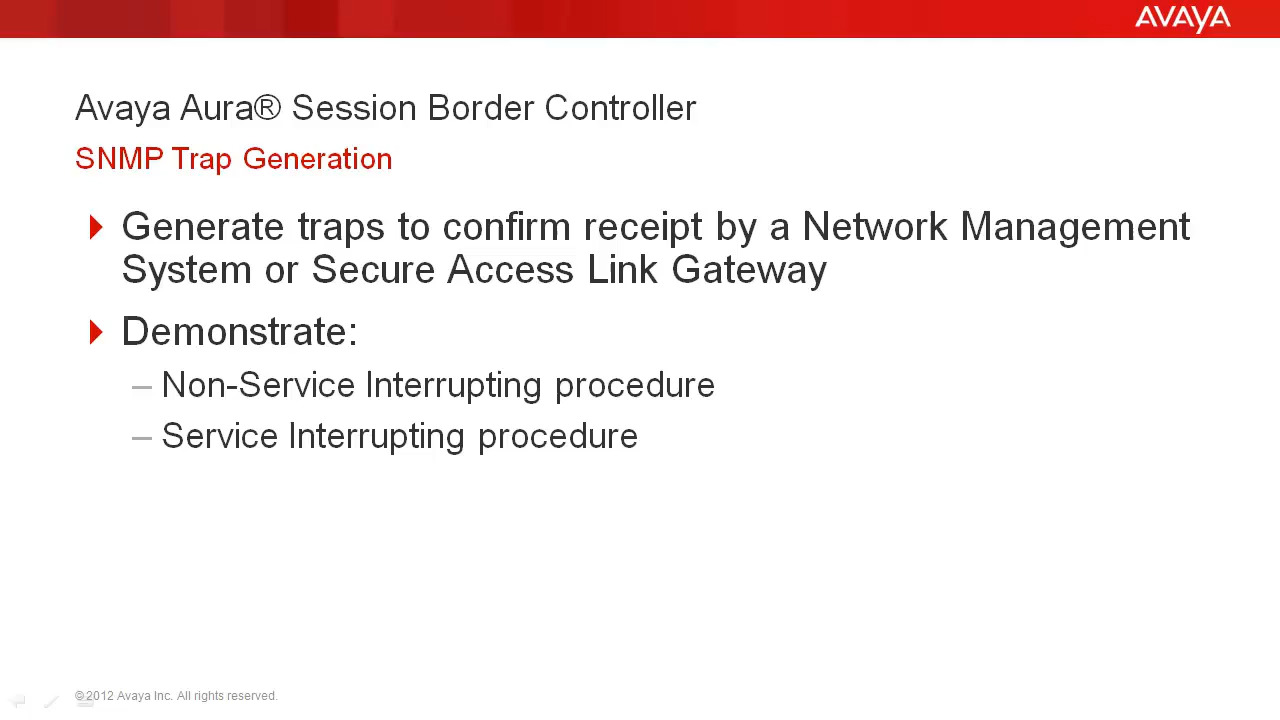 AVAYA
Avaya Aura® Session Border Controller
SNMP Trap Generation
Generate traps to confirm receipt by a Network Management
System or Secure Access Link Gateway
Demonstrate:
– Non-Service Interrupting procedure
– Service Interrupting procedure
©2012 Avaya Inc. All rights reserved.